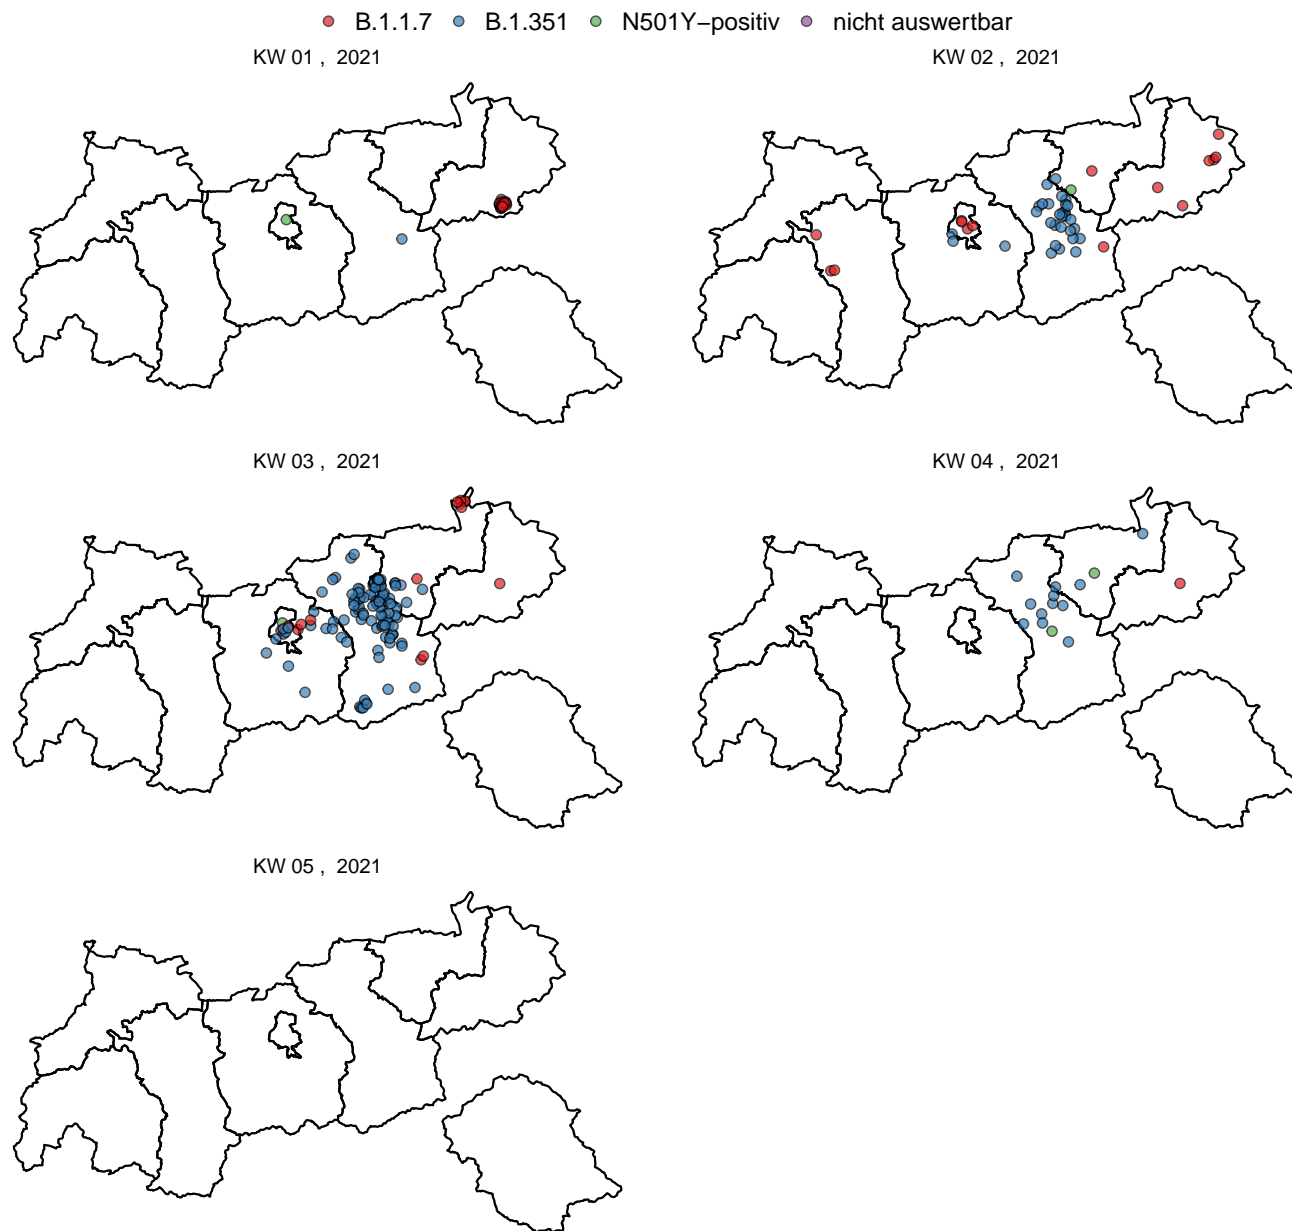 B.1.1.7 B.1.351 N501Y−positiv nicht auswertbar
KW 01 , 2021
KW 02 , 2021
KW 03 , 2021
KW 04 , 2021
KW 05 , 2021